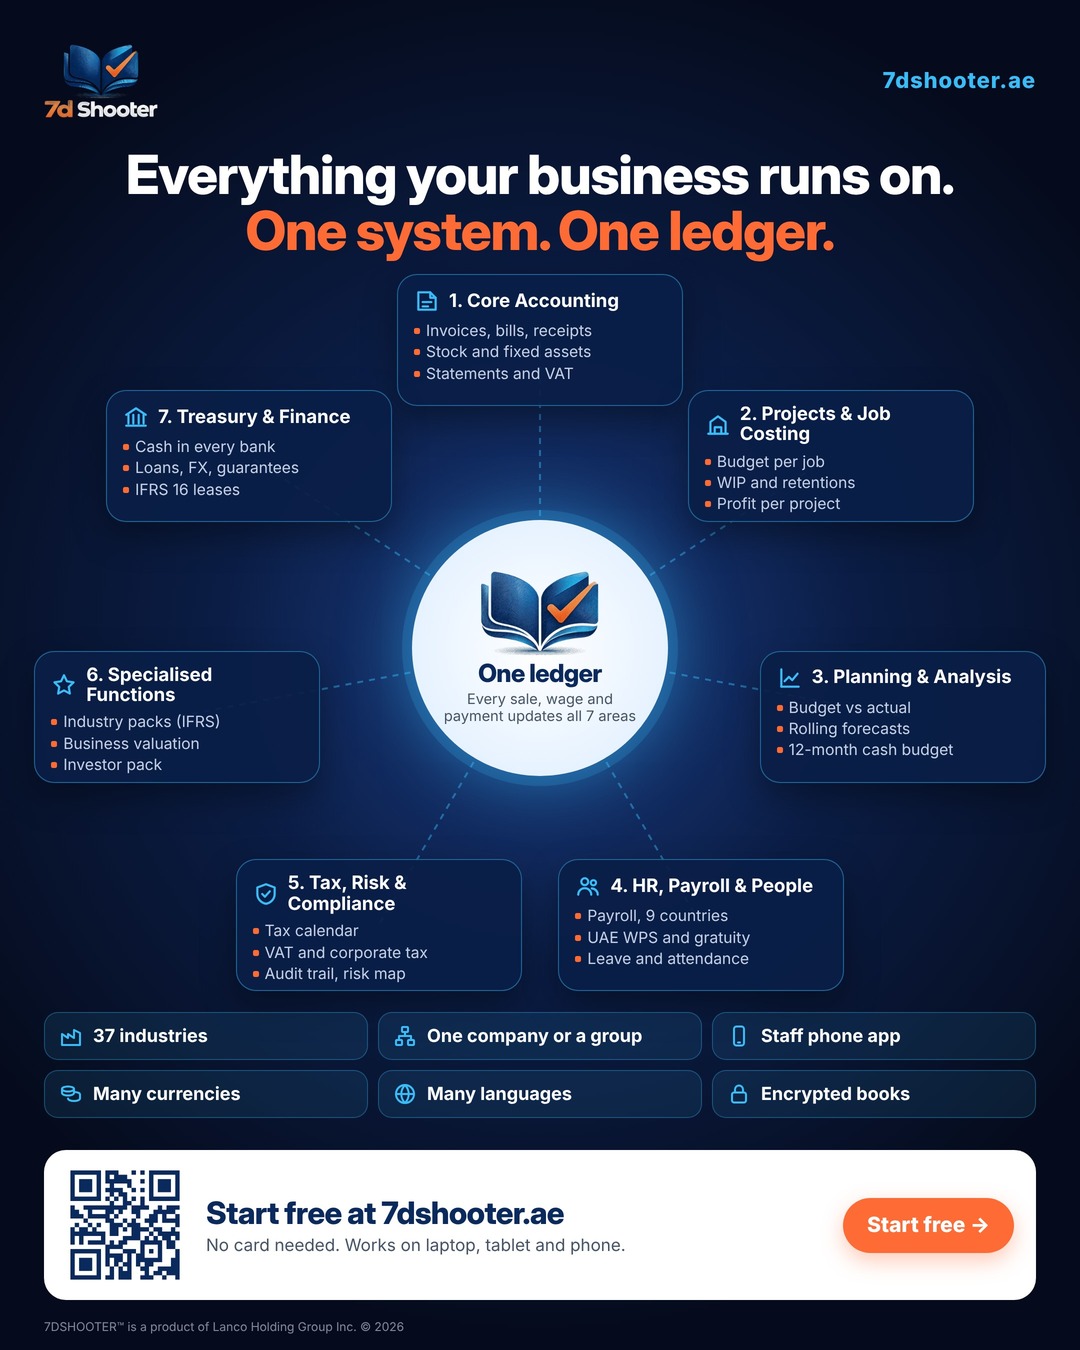 7d Shooter
7dshooter.ae
Everything your business runs on.
One system. One ledger.
1. Core Accounting
Invoices, bills, receipts
Stock and fixed assets
Statements and VAT
7. Treasury & Finance
Cash in every bank
Loans, FX, guarantees
IFRS 16 leases
2. Projects & Job
Costing
Budget per job
WIP and retentions
Profit per project
One ledger
Every sale, wage and
payment updates all 7 areas
6. Specialised
Functions
Industry packs (IFRS)
Business valuation
Investor pack
3. Planning & Analysis
Budget vs actual
Rolling forecasts
12-month cash budget
5. Tax, Risk &
Compliance
Tax calendar
VAT and corporate tax
Audit trail, risk map
4. HR, Payroll & People
Payroll, 9 countries
UAE WPS and gratuity
Leave and attendance
37 industries
One company or a group
Staff phone app
Many currencies
Many languages
Encrypted books
Start free at 7dshooter.ae
No card needed. Works on laptop, tablet and phone.
Start free →
7DSHOOTER™ is a product of Lanco Holding Group Inc. © 2026